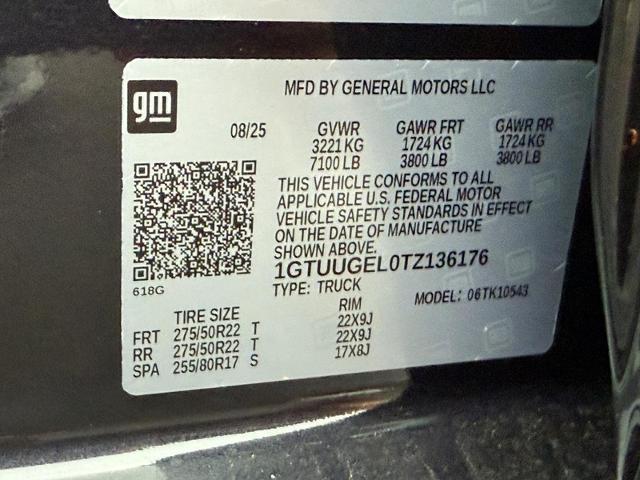 gm
MFD BY GENERAL MOTORS LLC
08/25 GVWR GAWR FRT GAWR RR
3221 KG 1724 KG 1724 KG
7100 LB 3800 LB 3800 LB
THIS VEHICLE CONFORMS TO ALL
APPLICABLE U.S. FEDERAL MOTOR
VEHICLE SAFETY STANDARDS IN EFFECT
ON THE DATE OF MANUFACTURE
SHOWN ABOVE.
1GTUUGEL0TZ136176
618G
TYPE: TRUCK MODEL: 06TK10543
TIRE SIZE RIM
FRT 275/50R22 T 22X9J
RR 275/50R22 T 22X9J
SPA 255/80R17 S 17X8J